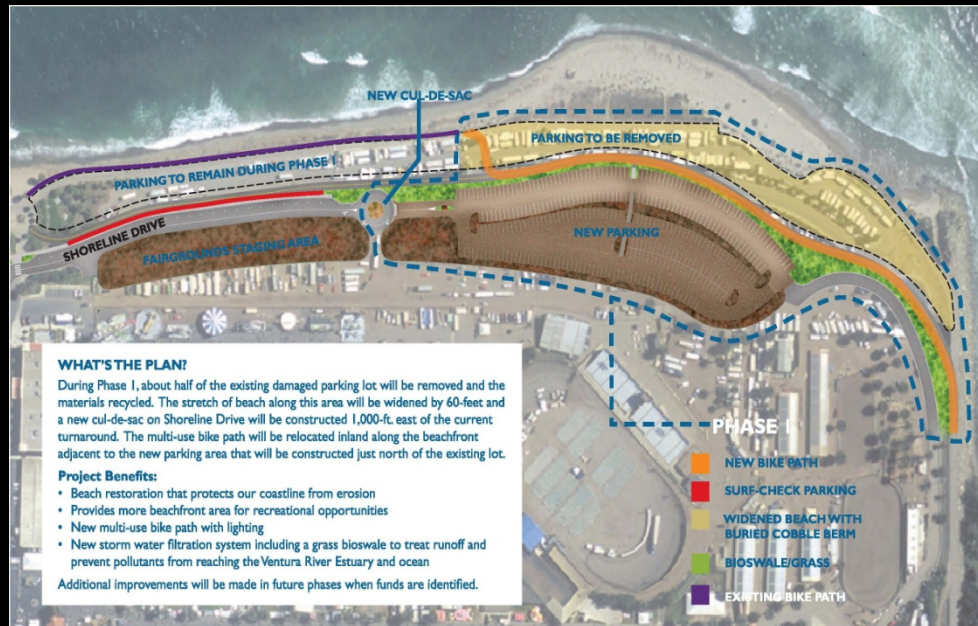 NEW CUL-DE-SAC
PARKING TO BE REMOVED
PARKING TO REMAIN DURING PHASE I
SHORELINE DRIVE
FAIRGROUNDS STAGING AREA
NEW PARKING
WHAT'S THE PLAN?
During Phase 1, about half of the existing damaged parking lot will be removed and the
materials recycled. The stretch of beach along this area will be widened by 60-feet and
a new cul-de-sac on Shoreline Drive will be constructed 1,000-ft. east of the current
turnaround. The multi-use bike path will be relocated inland along the beachfront
adjacent to the new parking area that will be constructed just north of the existing lot.
Project Benefits:
• Beach restoration that protects our coastline from erosion
• Provides more beachfront area for recreational opportunities
• New multi-use bike path with lighting
• New storm water filtration system including a grass bioswale to treat runoff and
prevent pollutants from reaching the Ventura River Estuary and ocean
Additional improvements will be made in future phases when funds are identified.
PHASE I
NEW BIKE PATH
SURF-CHECK PARKING
WIDENED BEACH WITH
BURIED COBBLE BERM
BIOSWALE/GRASS
EXISTING BIKE PATH